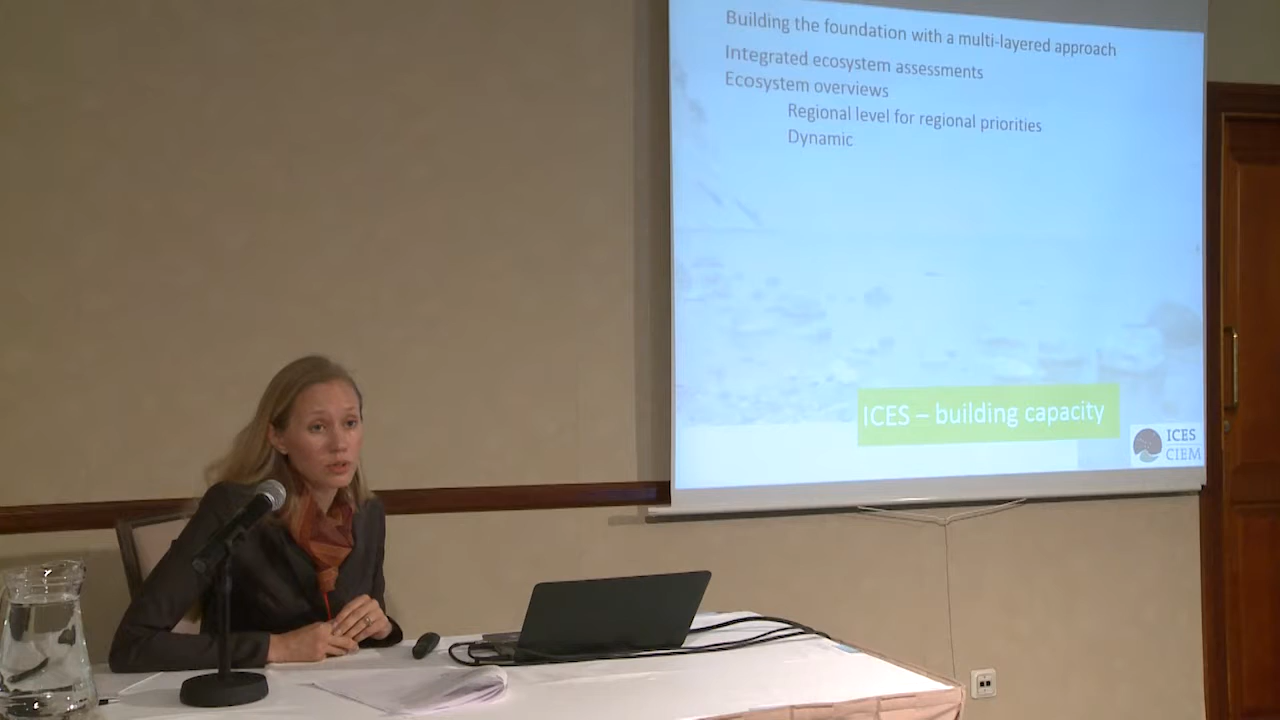 Building the foundation with a multi-layered approach
Integrated ecosystem assessments
Ecosystem overviews
Regional level for regional priorities
Dynamic
ICES – building capacity
ICES
CIEM